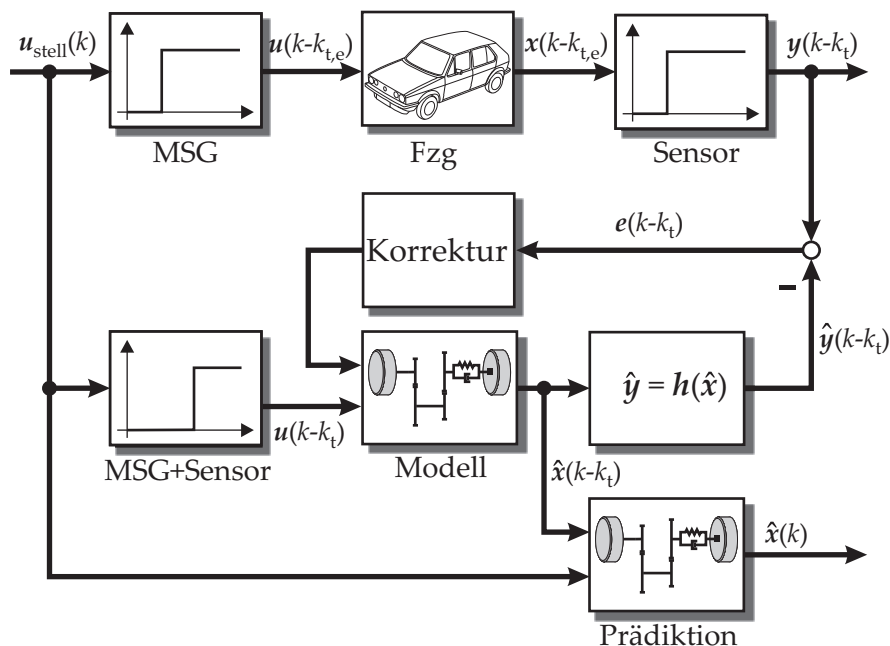 u_stell(k)
u(k-k_t,e)
x(k-k_t,e)
y(k-k_t)
MSG
Fzg
Sensor
e(k-k_t)
Korrektur
–
ŷ(k-k_t)
ŷ = h(x̂)
u(k-k_t)
MSG+Sensor
Modell
x̂(k-k_t)
x̂(k)
Prädiktion